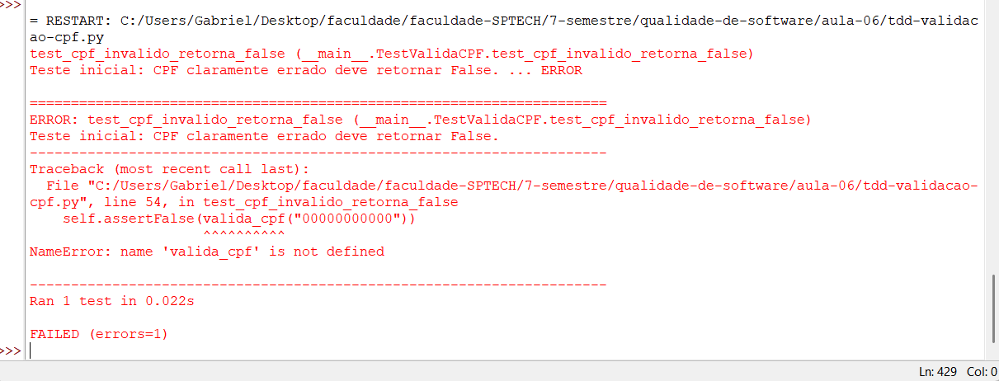 >>>
= RESTART: C:/Users/Gabriel/Desktop/faculdade/faculdade-SPTECH/7-semestre/qualidade-de-software/aula-06/tdd-validac
ao-cpf.py
test_cpf_invalido_retorna_false (__main__.TestValidaCPF.test_cpf_invalido_retorna_false)
Teste inicial: CPF claramente errado deve retornar False. ... ERROR
======================================================================
ERROR: test_cpf_invalido_retorna_false (__main__.TestValidaCPF.test_cpf_invalido_retorna_false)
Teste inicial: CPF claramente errado deve retornar False.
----------------------------------------------------------------------
Traceback (most recent call last):
  File "C:/Users/Gabriel/Desktop/faculdade/faculdade-SPTECH/7-semestre/qualidade-de-software/aula-06/tdd-validacao-
cpf.py", line 54, in test_cpf_invalido_retorna_false
    self.assertFalse(valida_cpf("00000000000"))
                     ^^^^^^^^^^
NameError: name 'valida_cpf' is not defined
----------------------------------------------------------------------
Ran 1 test in 0.022s
FAILED (errors=1)
>>>
Ln: 429 Col: 0